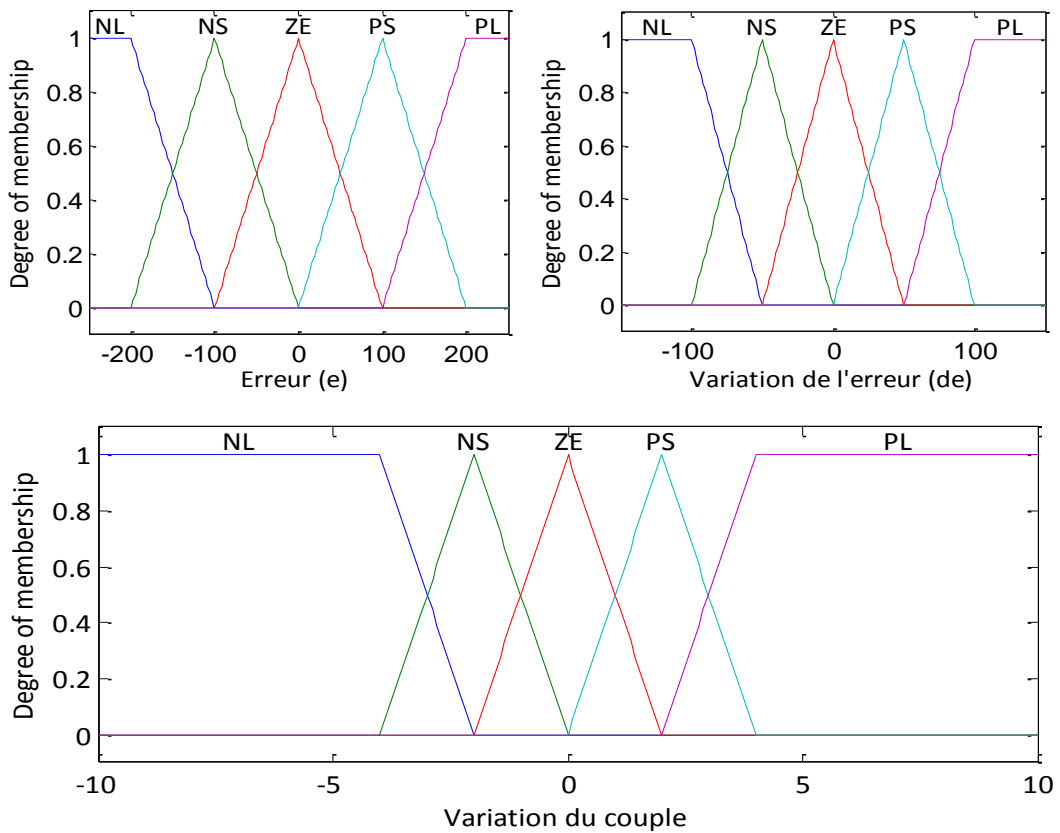 NL NS ZE PS PL
1
0.8
0.6
0.4
0.2
0
Degree of membership
-200 -100 0 100 200
Erreur (e)
NL NS ZE PS PL
1
0.8
0.6
0.4
0.2
0
Degree of membership
-100 0 100
Variation de l'erreur (de)
NL NS ZE PS PL
1
0.8
0.6
0.4
0.2
0
Degree of membership
-10 -5 0 5 10
Variation du couple